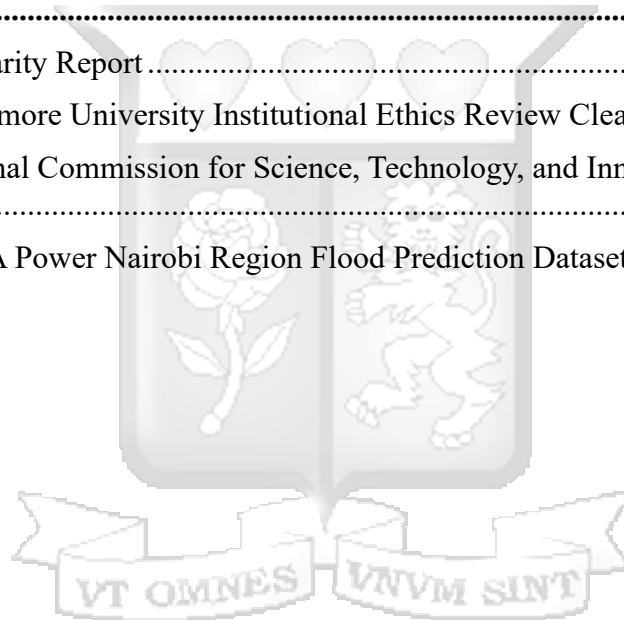 ....................................................................................
arity Report ................................................................
more University Institutional Ethics Review Clea
nal Commission for Science, Technology, and Inn
....................................................................................
A Power Nairobi Region Flood Prediction Dataset
VT OMNES VNVM SINT